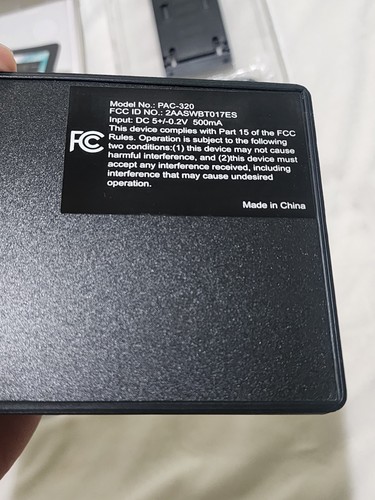 Model No.: PAC-320
FCC ID NO.: 2AASWBT017ES
Input: DC 5+/-0.2V 500mA
This device complies with Part 15 of the FCC
Rules. Operation is subject to the following
two conditions:(1) this device may not cause
harmful interference, and (2)this device must
accept any interference received, including
interference that may cause undesired
operation.
FCC
Made in China